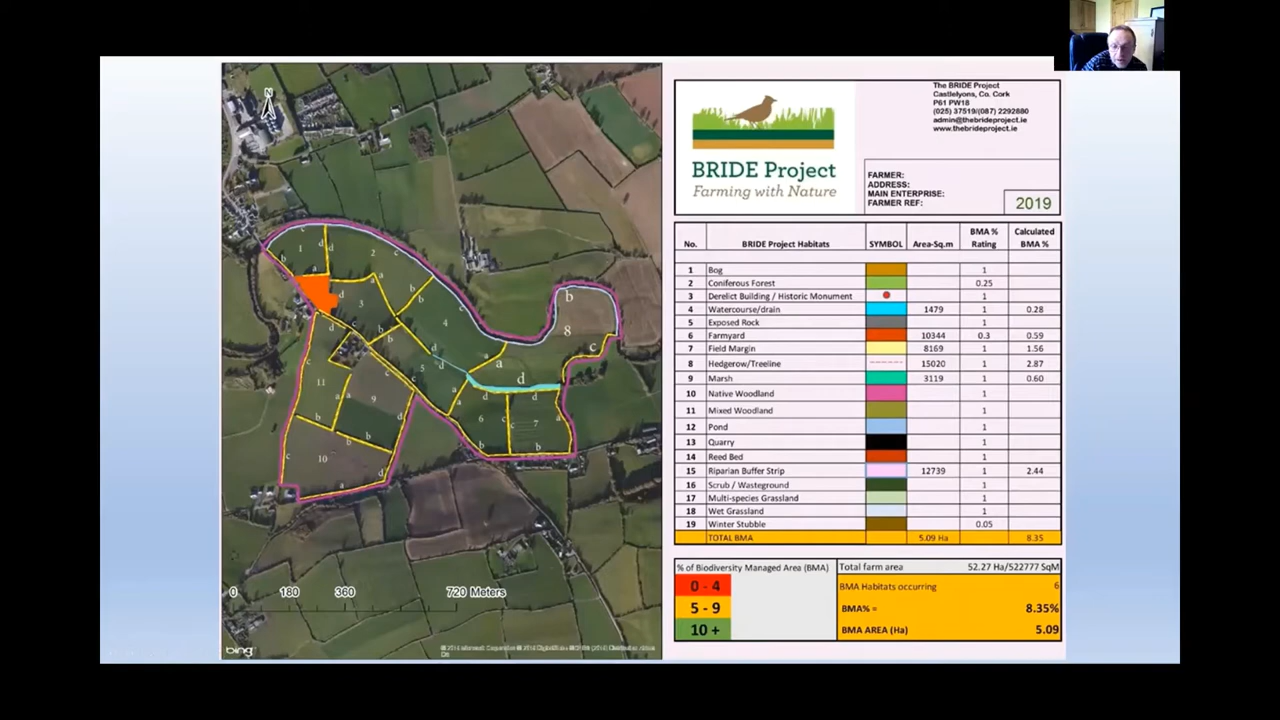 N
1
2
3
4
5
6
7
8
9
10
11
a
b
c
d
0 180 360 720 Meters
bing
The BRIDE Project
Castlelyons, Co. Cork
P61 PW18
(025) 37519/(087) 2292880
admin@thebrideproject.ie
www.thebrideproject.ie
BRIDE Project
Farming with Nature
FARMER:
ADDRESS:
MAIN ENTERPRISE:
FARMER REF:
2019
No. BRIDE Project Habitats SYMBOL Area-Sq.m BMA % Rating Calculated BMA %
1 Bog 1
2 Coniferous Forest 0.25
3 Derelict Building / Historic Monument 1
4 Watercourse/drain 1479 1 0.28
5 Exposed Rock 1
6 Farmyard 10344 0.3 0.59
7 Field Margin 8169 1 1.56
8 Hedgerow/Treeline 15020 1 2.87
9 Marsh 3119 1 0.60
10 Native Woodland 1
11 Mixed Woodland 1
12 Pond 1
13 Quarry 1
14 Reed Bed 1
15 Riparian Buffer Strip 12739 1 2.44
16 Scrub / Wasteground 1
17 Multi-species Grassland 1
18 Wet Grassland 1
19 Winter Stubble 0.05
TOTAL BMA 5.09 Ha 8.35
% of Biodiversity Managed Area (BMA)
0 - 4
5 - 9
10 +
Total farm area 52.27 Ha/522777 SqM
BMA Habitats occurring 6
BMA% = 8.35%
BMA AREA (Ha) 5.09